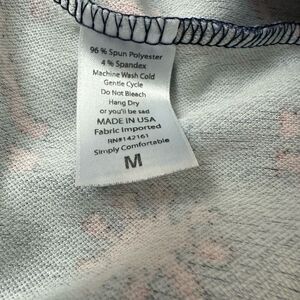 96 % Spun Polyester
4 % Spandex
Machine Wash Cold
Gentle Cycle
Do Not Bleach
Hang Dry
or you'll be sad
MADE IN USA
Fabric Imported
RN#142161
Simply Comfortable
M